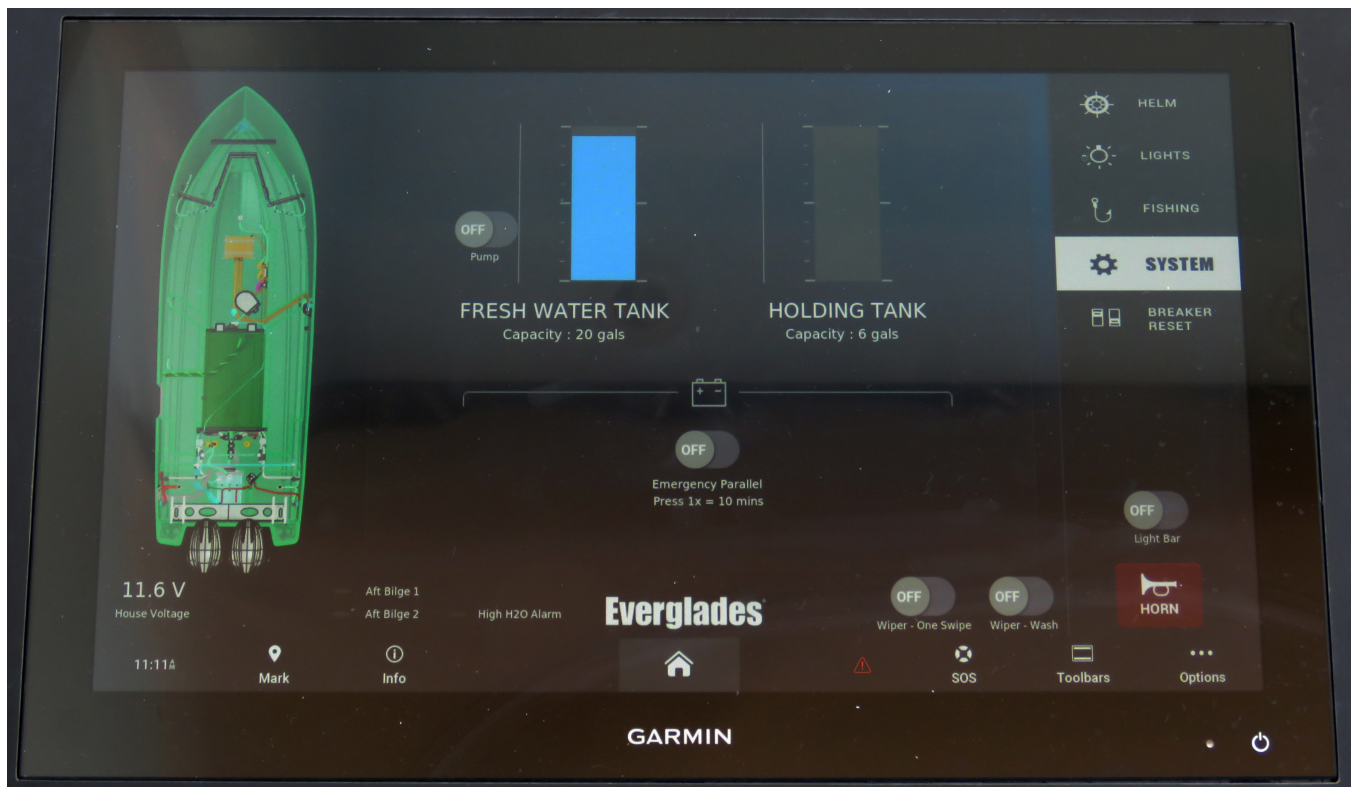 HELM
LIGHTS
FISHING
SYSTEM
BREAKER
RESET
OFF
Pump
FRESH WATER TANK
Capacity : 20 gals
HOLDING TANK
Capacity : 6 gals
+ -
OFF
Emergency Parallel
Press 1x = 10 mins
OFF
Light Bar
HORN
11.6 V
House Voltage
Aft Bilge 1
Aft Bilge 2
High H2O Alarm
Everglades
OFF
Wiper - One Swipe
OFF
Wiper - Wash
11:11
Mark
Info
SOS
Toolbars
Options
GARMIN